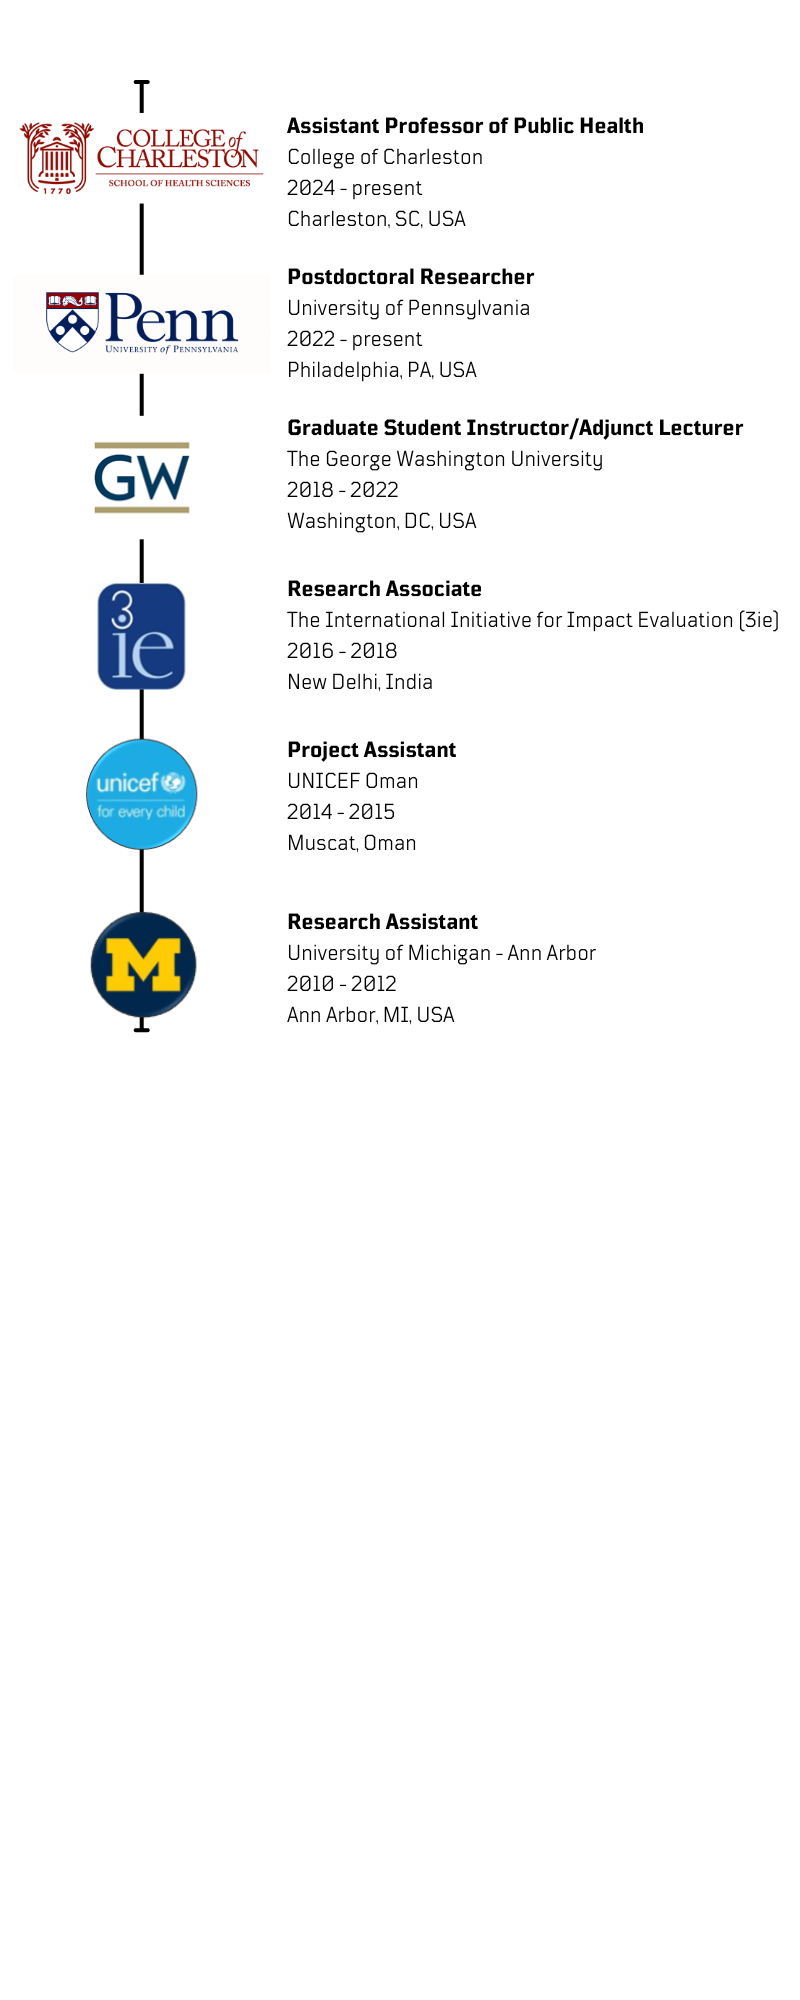 COLLEGE of
CHARLESTON
SCHOOL OF HEALTH SCIENCES
1770
Assistant Professor of Public Health
College of Charleston
2024 - present
Charleston, SC, USA
Penn
UNIVERSITY of PENNSYLVANIA
Postdoctoral Researcher
University of Pennsylvania
2022 - present
Philadelphia, PA, USA
GW
Graduate Student Instructor/Adjunct Lecturer
The George Washington University
2018 - 2022
Washington, DC, USA
3
ie
Research Associate
The International Initiative for Impact Evaluation (3ie)
2016 - 2018
New Delhi, India
unicef
for every child
Project Assistant
UNICEF Oman
2014 - 2015
Muscat, Oman
M
Research Assistant
University of Michigan - Ann Arbor
2010 - 2012
Ann Arbor, MI, USA